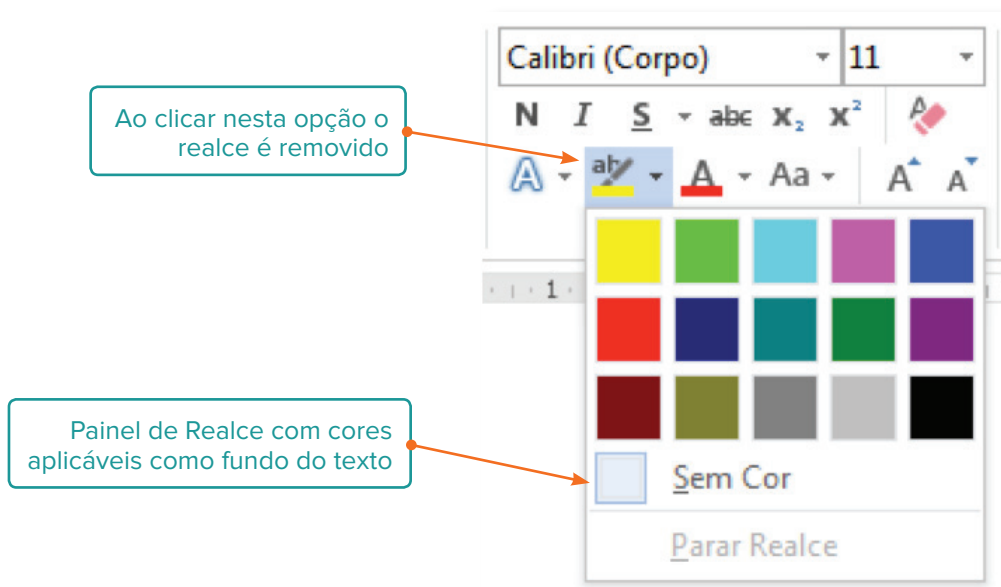 Calibri (Corpo) 11
Ao clicar nesta opção o
realce é removido
N I S abc X₂ X²
A ab A Aa A A
1
Painel de Realce com cores
aplicáveis como fundo do texto
Sem Cor
Parar Realce